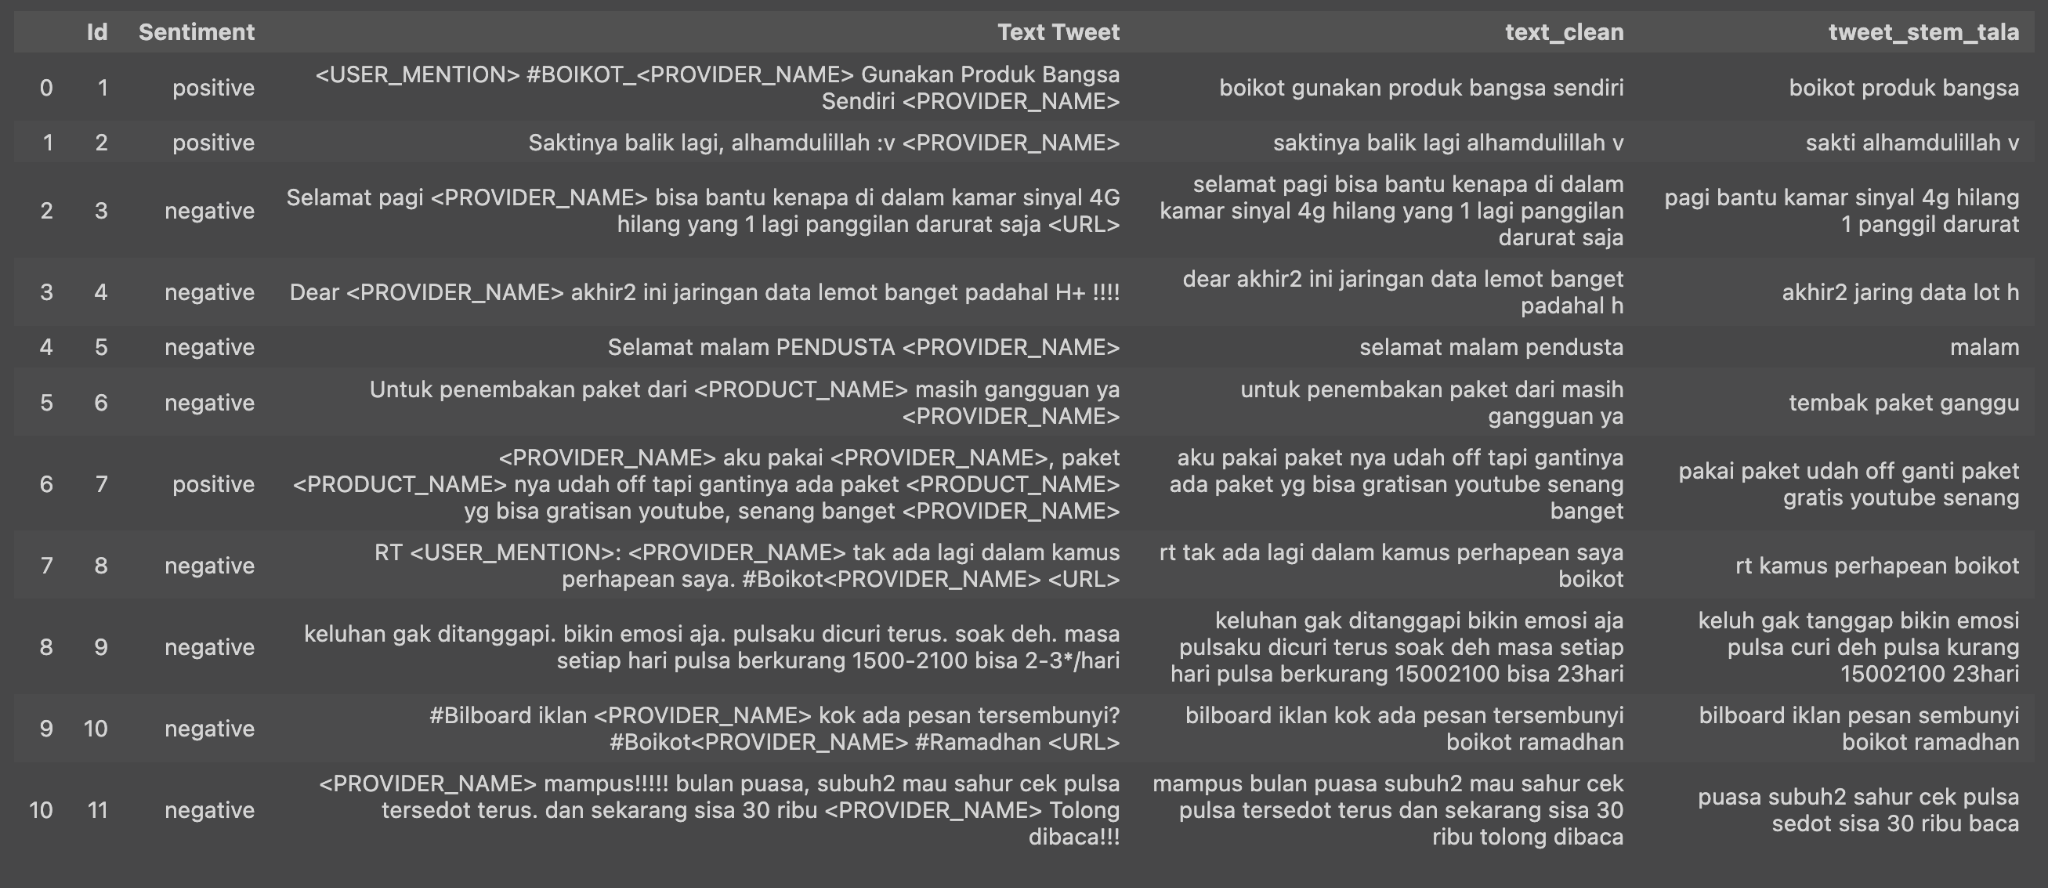 Id Sentiment Text Tweet text_clean tweet_stem_tala
0 1 positive <USER_MENTION> #BOIKOT_<PROVIDER_NAME> Gunakan Produk Bangsa
Sendiri <PROVIDER_NAME>
boikot gunakan produk bangsa sendiri
boikot produk bangsa
1 2 positive Saktinya balik lagi, alhamdulillah :v <PROVIDER_NAME>
saktinya balik lagi alhamdulillah v
sakti alhamdulillah v
2 3 negative Selamat pagi <PROVIDER_NAME> bisa bantu kenapa di dalam kamar sinyal 4G
hilang yang 1 lagi panggilan darurat saja <URL>
selamat pagi bisa bantu kenapa di dalam
kamar sinyal 4g hilang yang 1 lagi panggilan
darurat saja
pagi bantu kamar sinyal 4g hilang
1 panggil darurat
3 4 negative Dear <PROVIDER_NAME> akhir2 ini jaringan data lemot banget padahal H+ !!!!
dear akhir2 ini jaringan data lemot banget
padahal h
akhir2 jaring data lot h
4 5 negative Selamat malam PENDUSTA <PROVIDER_NAME>
selamat malam pendusta
malam
5 6 negative Untuk penembakan paket dari <PRODUCT_NAME> masih gangguan ya
<PROVIDER_NAME>
untuk penembakan paket dari masih
gangguan ya
tembak paket ganggu
6 7 positive <PROVIDER_NAME> aku pakai <PROVIDER_NAME>, paket
<PRODUCT_NAME> nya udah off tapi gantinya ada paket <PRODUCT_NAME>
yg bisa gratisan youtube, senang banget <PROVIDER_NAME>
aku pakai paket nya udah off tapi gantinya
ada paket yg bisa gratisan youtube senang
banget
pakai paket udah off ganti paket
gratis youtube senang
7 8 negative RT <USER_MENTION>: <PROVIDER_NAME> tak ada lagi dalam kamus
perhapean saya. #Boikot<PROVIDER_NAME> <URL>
rt tak ada lagi dalam kamus perhapean saya
boikot
rt kamus perhapean boikot
8 9 negative keluhan gak ditanggapi. bikin emosi aja. pulsaku dicuri terus. soak deh. masa
setiap hari pulsa berkurang 1500-2100 bisa 2-3*/hari
keluhan gak ditanggapi bikin emosi aja
pulsaku dicuri terus soak deh masa setiap
hari pulsa berkurang 15002100 bisa 23hari
keluh gak tanggap bikin emosi
pulsa curi deh pulsa kurang
15002100 23hari
9 10 negative #Bilboard iklan <PROVIDER_NAME> kok ada pesan tersembunyi?
#Boikot<PROVIDER_NAME> #Ramadhan <URL>
bilboard iklan kok ada pesan tersembunyi
boikot ramadhan
bilboard iklan pesan sembunyi
boikot ramadhan
10 11 negative <PROVIDER_NAME> mampus!!!!! bulan puasa, subuh2 mau sahur cek pulsa
tersedot terus. dan sekarang sisa 30 ribu <PROVIDER_NAME> Tolong
dibaca!!!
mampus bulan puasa subuh2 mau sahur cek
pulsa tersedot terus dan sekarang sisa 30
ribu tolong dibaca
puasa subuh2 sahur cek pulsa
sedot sisa 30 ribu baca